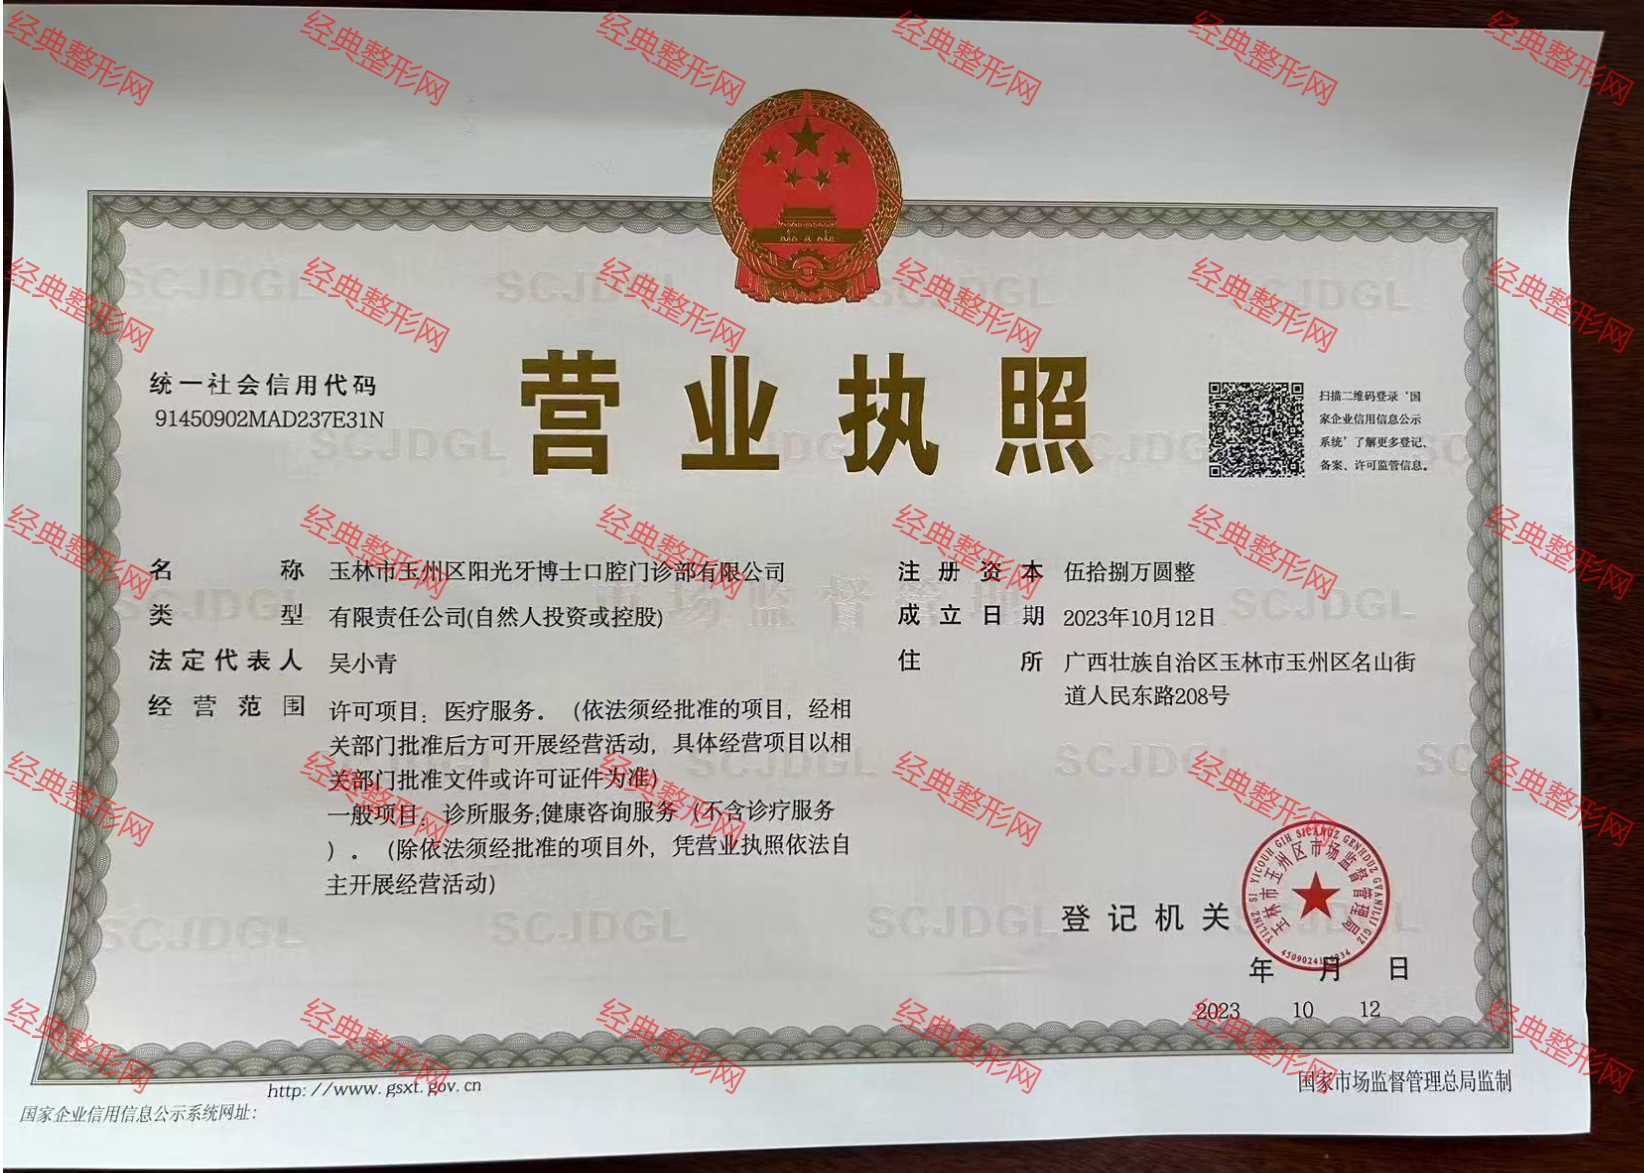 营业执照
统一社会信用代码
91450902MAD237E31N
扫描二维码登录‘国
家企业信用信息公示
系统’了解更多登记、
备案、许可监管信息。
名称 玉林市玉州区阳光牙博士口腔门诊部有限公司
类型 有限责任公司(自然人投资或控股)
法定代表人 吴小青
经营范围 许可项目：医疗服务。（依法须经批准的项目，经相
关部门批准后方可开展经营活动，具体经营项目以相
关部门批准文件或许可证件为准）
一般项目：诊所服务;健康咨询服务（不含诊疗服务
）。（除依法须经批准的项目外，凭营业执照依法自
主开展经营活动）
注册资本 伍拾捌万圆整
成立日期 2023年10月12日
住所 广西壮族自治区玉林市玉州区名山街
道人民东路208号
登记机关
玉林市玉州区市场监督管理局
年 月 日
2023 10 12
http://www.gsxt.gov.cn
国家企业信用信息公示系统网址：
国家市场监督管理总局监制
SCJDGL
市场监督管理
经典整形网